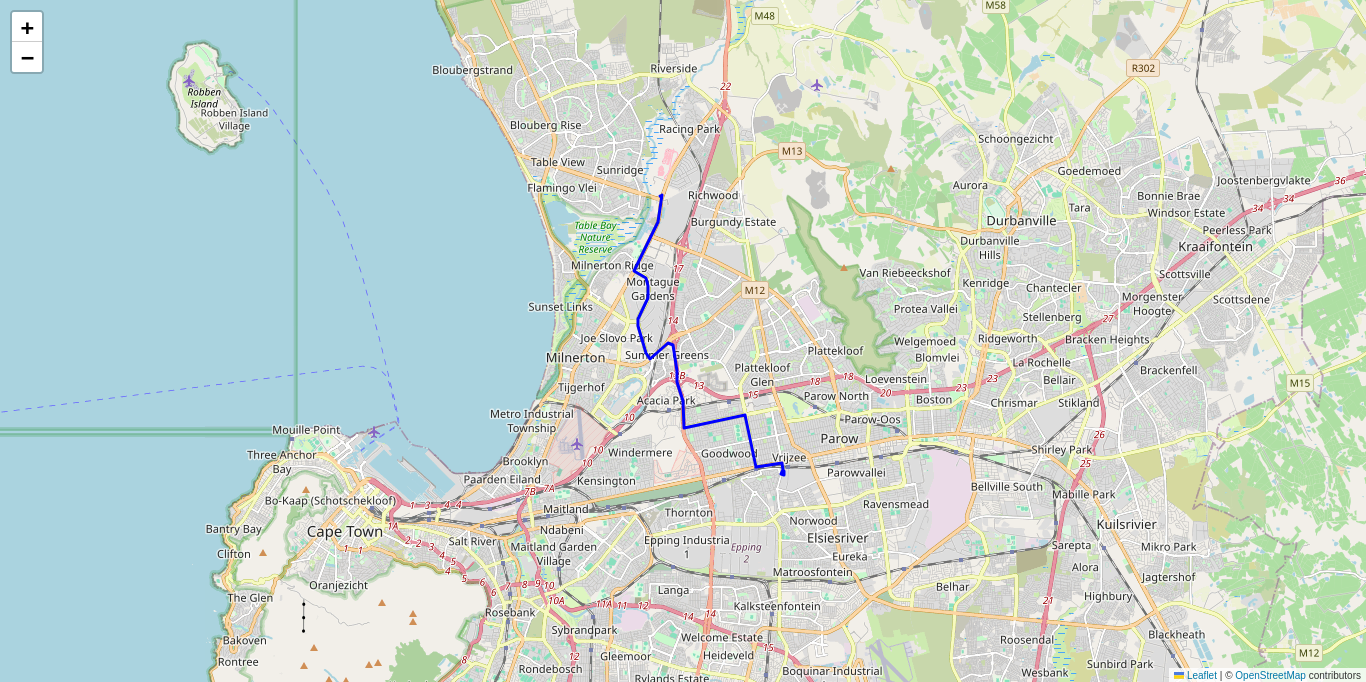 +
−
M48
M58
Bloubergstrand
Riverside
R302
22
Robben
Island
Robben Island
Village
Blouberg Rise
Racing Park
Schoongezicht
M13
Table View
Sunridge
Goedemoed
Joostenbergvlakte
36
Flamingo Vlei
Richwood
Aurora
Bonnie Brae
34
Tara
34
Windsor Estate
Burgundy Estate
Durbanville
Peerless Park
Table Bay
Nature
Reserve
Durbanville
Hills
Kraaifontein
Milnerton Ridge
17
Van Riebeeckshof
Scottsville
Montague
Gardens
M12
Kenridge
Chantecler
Morgenster
Hoogte
Scottsdene
Sunset Links
Protea Vallei
Stellenberg
14
Joe Slovo Park
Welgemoed
Ridgeworth
Bracken Heights
Milnerton
Summer Greens
Plattekloof
Blomvlei
La Rochelle
Plattekloof
Glen
Brackenfell
13B
13
18
18
Loevenstein
23
23
Bellair
M15
Tijgerhof
15
20
Acacia Park
Parow North
Boston
Chrismar
Stikland
Metro Industrial
Township
10
Parow-Oos
Mouille Point
26
Parow
Three Anchor
Bay
Windermere
Goodwood
Vrijzee
Shirley Park
25
Brooklyn
10
Parowvallei
Paarden Eiland
Kensington
Bellville South
Mabille Park
Bo-Kaap (Schotschekloof)
7B
7A
1
3
4
4
Maitland
Thornton
Ravensmead
Bantry Bay
Cape Town
1A
Ndabeni
Norwood
Kuilsrivier
Salt River
Epping Industria
1
Elsiesriver
2
2
3
4
5
Maitland Garden
Village
Epping
2
Sarepta
Mikro Park
Clifton
1
1
Eureka
Alora
Oranjezicht
6
6
8
9
10
Langa
Matroosfontein
Belhar
Jagtershof
The Glen
7
10A
11A
11
12
14
14
Kalksteenfontein
21
Highbury
Rosebank
Sybrandpark
Welcome Estate
Roosendal
Blackheath
Bakoven
15
Rontree
8
12
Gleemoor
Heideveld
M12
Rondebosch
Rylands Estate
Boquinar Industrial
Wesbank
Sunbird Park
Leaflet | © OpenStreetMap contributors